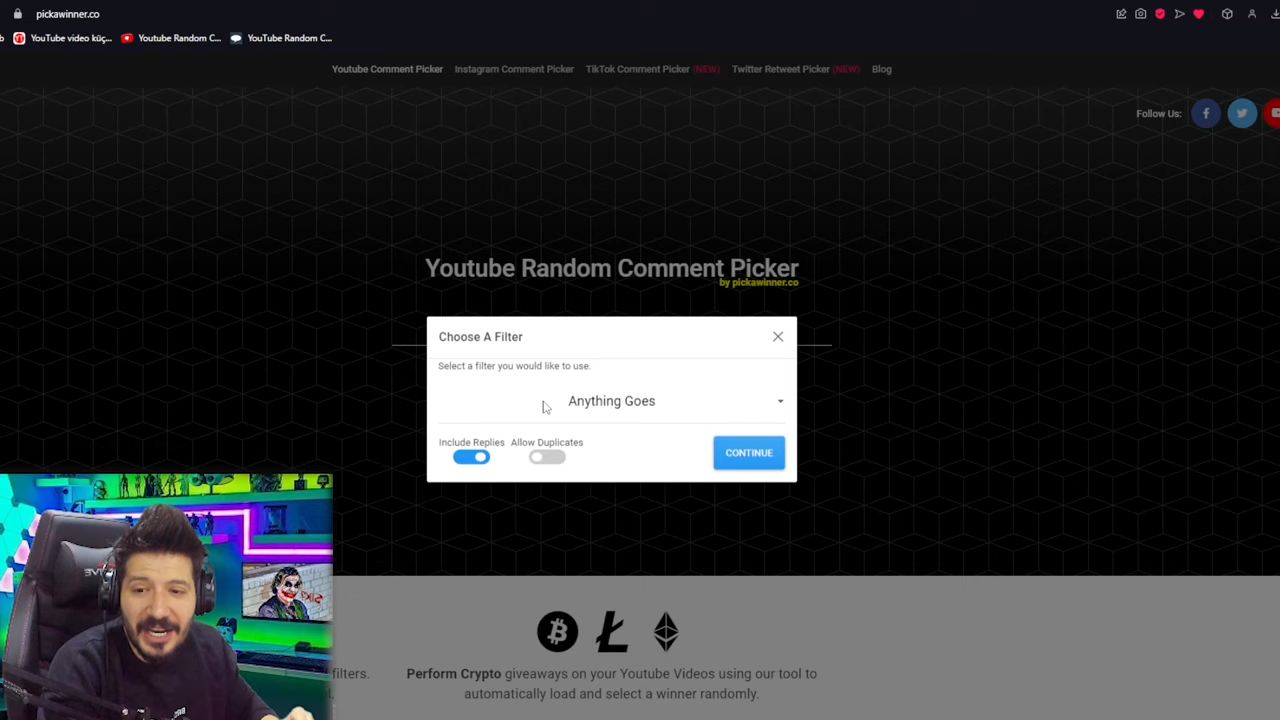 pickawinner.co
YouTube video küç... Youtube Random C... YouTube Random C...
Youtube Comment Picker Instagram Comment Picker TikTok Comment Picker (NEW) Twitter Retweet Picker (NEW) Blog
Follow Us:
Youtube Random Comment Picker
by pickawinner.co
Choose A Filter
Select a filter you would like to use.
Anything Goes
Include Replies Allow Duplicates
CONTINUE
filters. Perform Crypto giveaways on your Youtube Videos using our tool to
automatically load and select a winner randomly.